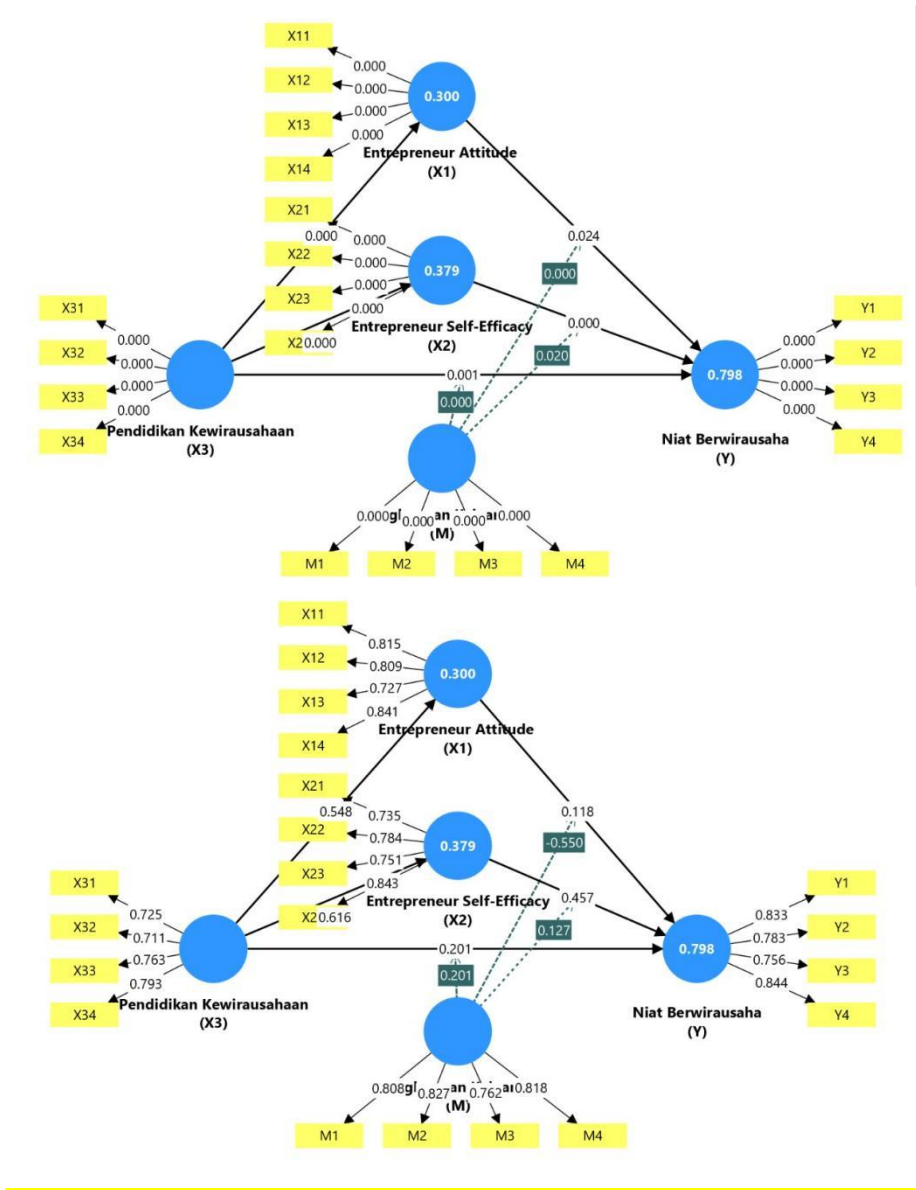 X11
X12
X13
X14
0.000
0.000
0.000
0.000
0.300
Entrepreneur Attitude
(X1)
X21
X22
X23
0.000
0.000
0.000
0.000
0.000
0.000
0.379
Entrepreneur Self-Efficacy
(X2)
0.024
0.000
0.000
0.020
X31
X32
X33
X34
0.000
0.000
0.000
0.000
Pendidikan Kewirausahaan
(X3)
0.001
0.000
0.798
Niat Berwirausaha
(Y)
0.000
0.000
0.000
0.000
Y1
Y2
Y3
Y4
(M)
0.000
0.000
0.000
0.000
M1
M2
M3
M4
X11
X12
X13
X14
0.815
0.809
0.727
0.841
0.300
Entrepreneur Attitude
(X1)
X21
X22
X23
0.548
0.735
0.784
0.751
0.843
0.616
0.379
Entrepreneur Self-Efficacy
(X2)
0.118
-0.550
0.457
0.127
X31
X32
X33
X34
0.725
0.711
0.763
0.793
Pendidikan Kewirausahaan
(X3)
0.201
0.201
0.798
Niat Berwirausaha
(Y)
0.833
0.783
0.756
0.844
Y1
Y2
Y3
Y4
(M)
0.808
0.827
0.762
0.818
M1
M2
M3
M4